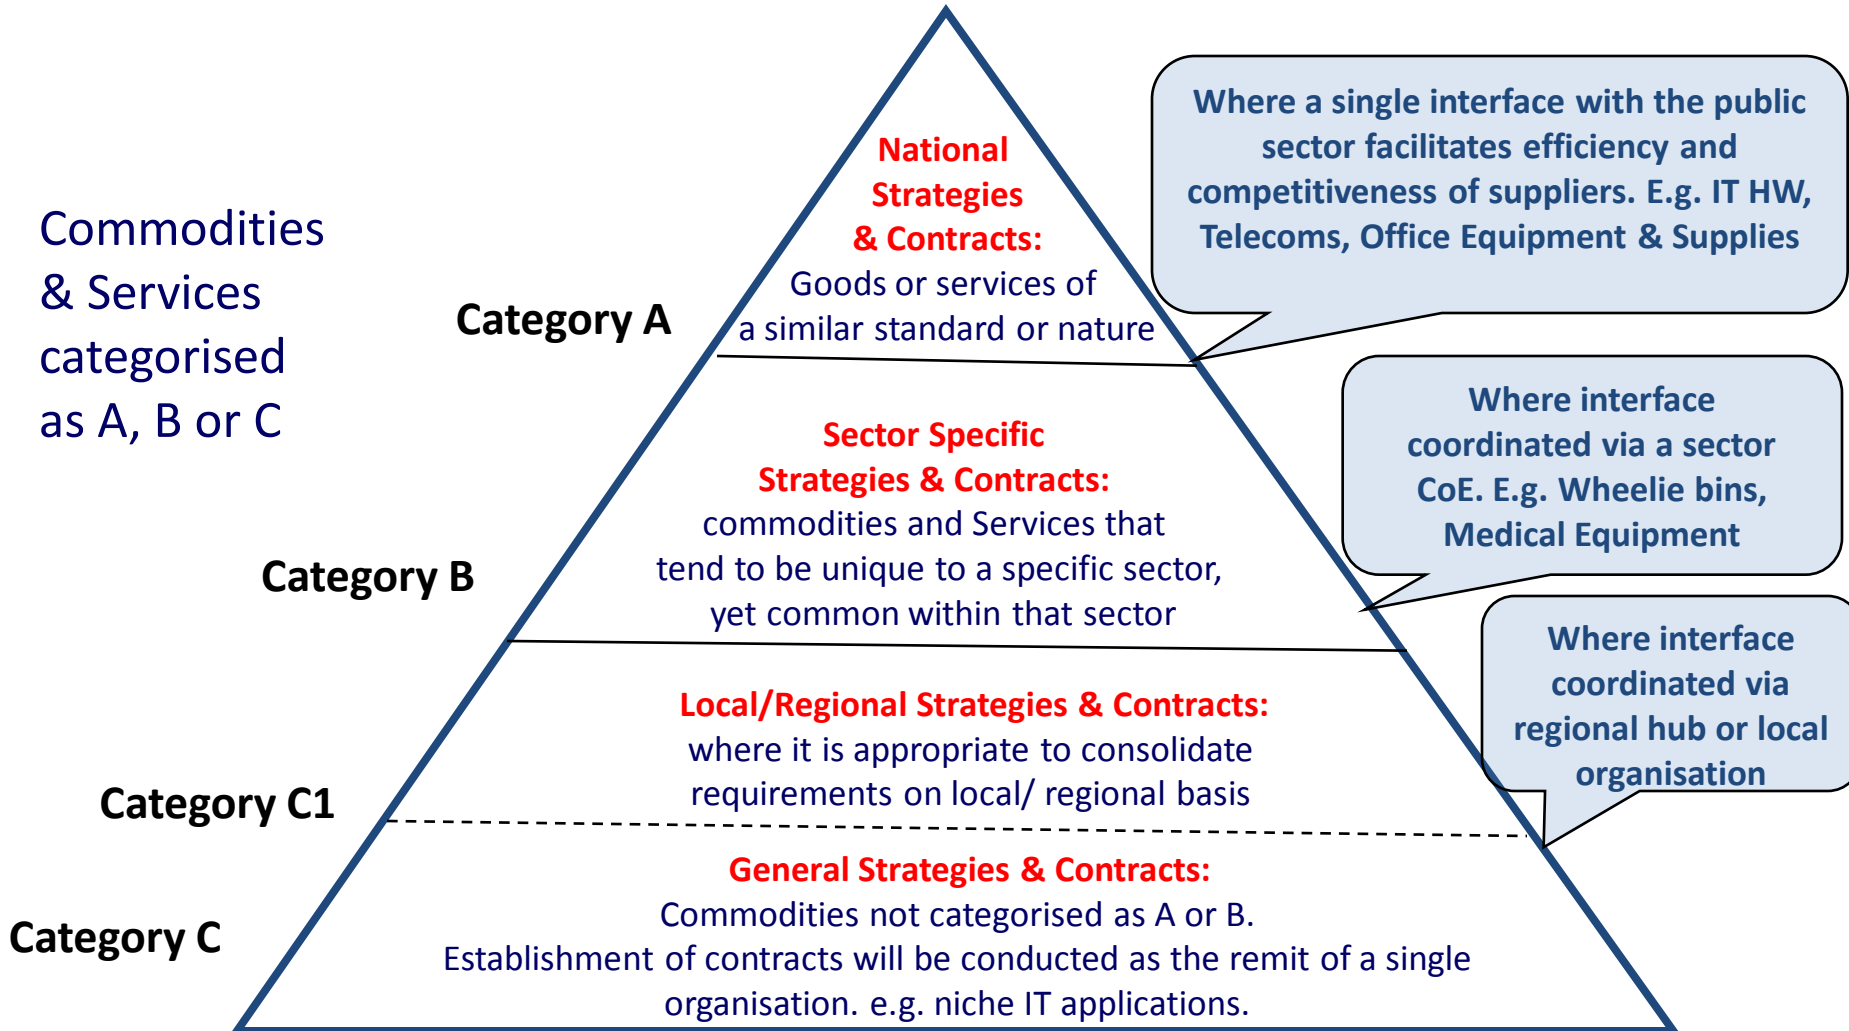 Commodities
& Services
categorised
as A, B or C
National
Strategies
& Contracts:
Goods or services of
a similar standard or nature
Category A
Where a single interface with the public
sector facilitates efficiency and
competitiveness of suppliers. E.g. IT HW,
Telecoms, Office Equipment & Supplies
Sector Specific
Strategies & Contracts:
commodities and Services that
tend to be unique to a specific sector,
yet common within that sector
Category B
Where interface
coordinated via a sector
CoE. E.g. Wheelie bins,
Medical Equipment
Local/Regional Strategies & Contracts:
where it is appropriate to consolidate
requirements on local/ regional basis
Category C1
Where interface
coordinated via
regional hub or local
organisation
General Strategies & Contracts:
Commodities not categorised as A or B.
Establishment of contracts will be conducted as the remit of a single
organisation. e.g. niche IT applications.
Category C